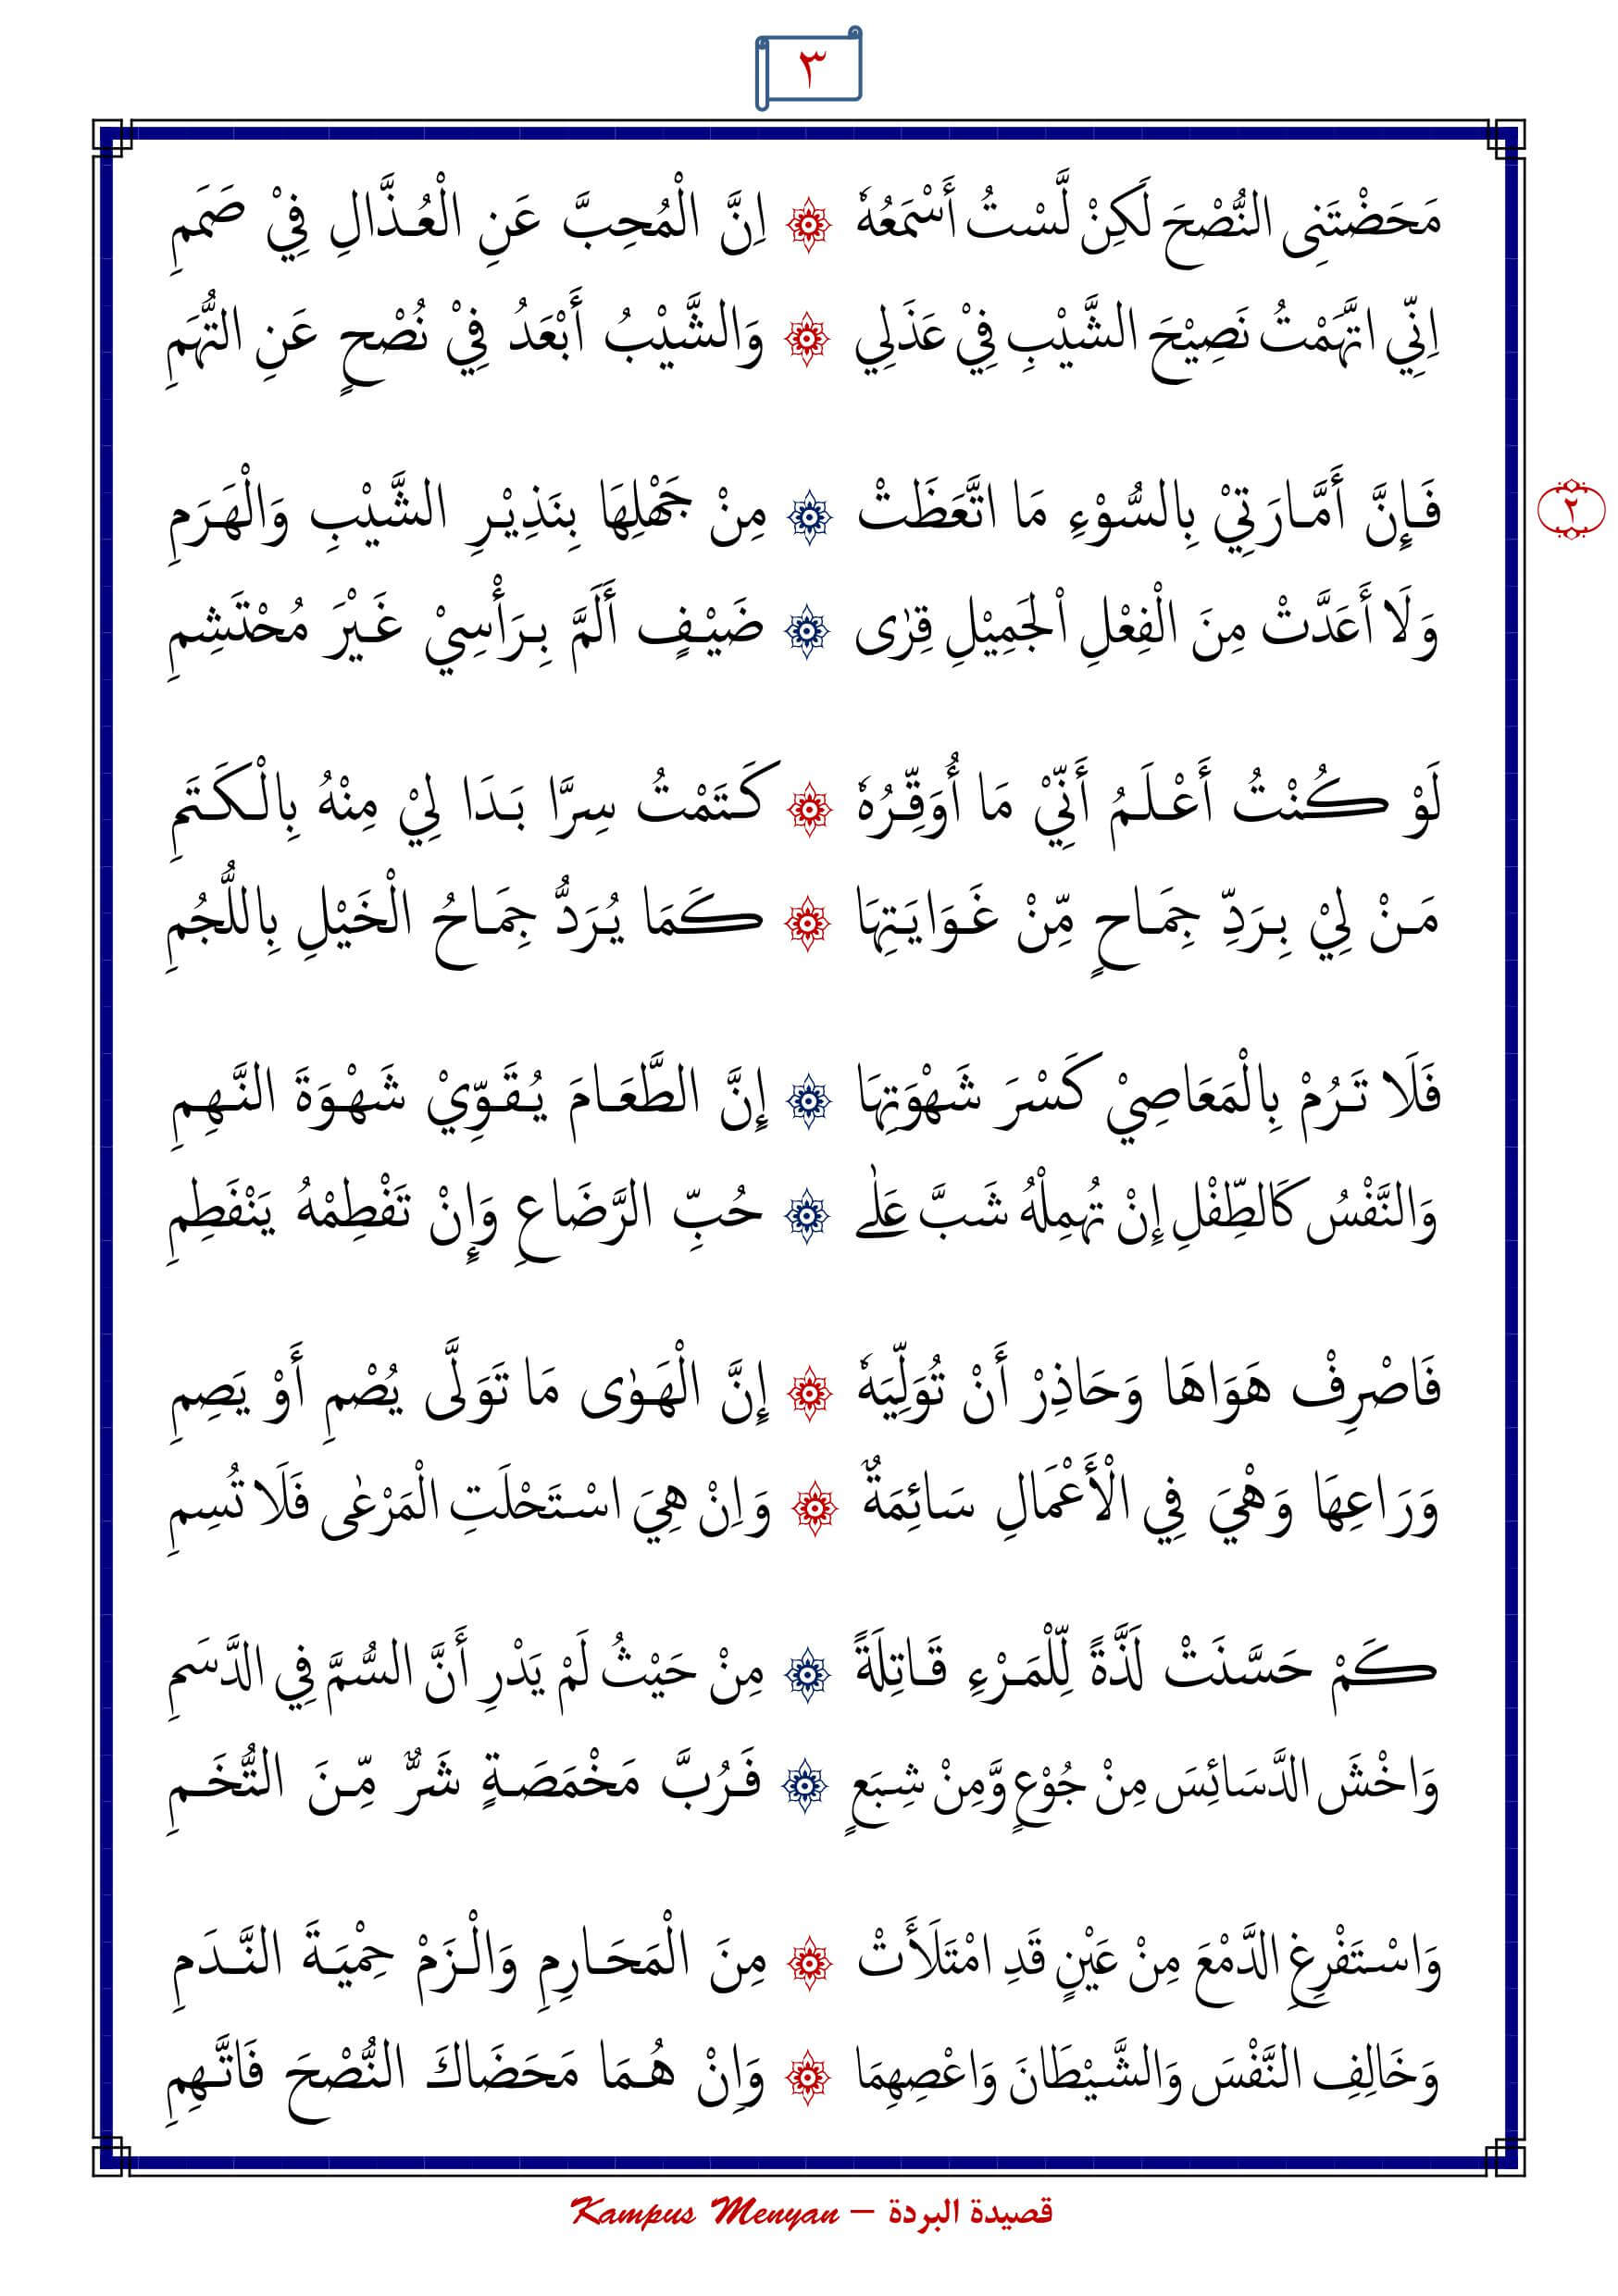 ٣
مَحَضْتَنِى النُّصْحَ لَكِنْ لَّسْتُ أَسْمَعُهٗ ۞ اِنَّ الْمُحِبَّ عَنِ الْعُذَّالِ فِيْ صَمَمِ
اِنِّي اتَّهَمْتُ نَصِيْحَ الشَّيْبِ فِيْ عَذَلِي ۞ وَالشَّيْبُ أَبْعَدُ فِيْ نُصْحٍ عَنِ التُّهَمِ
٢
فَإِنَّ أَمَّارَتِيْ بِالسُّوْءِ مَا اتَّعَظَتْ ۞ مِنْ جَهْلِهَا بِنَذِيْرِ الشَّيْبِ وَالْهَرَمِ
وَلَا أَعَدَّتْ مِنَ الْفِعْلِ اْلجَمِيْلِ قِرٰى ۞ ضَيْفٍ أَلَمَّ بِرَأْسِيْ غَيْرَ مُحْتَشِمِ
لَوْ كُنْتُ أَعْلَمُ أَنِّيْ مَا أُوَقِّرُهٗ ۞ كَتَمْتُ سِرًّا بَدَا لِيْ مِنْهُ بِالْكَتَمِ
مَنْ لِيْ بِرَدِّ جِمَاحٍ مِّنْ غَوَايَتِهَا ۞ كَمَا يُرَدُّ جِمَاحُ الْخَيْلِ بِاللُّجُمِ
فَلَا تَرُمْ بِالْمَعَاصِيْ كَسْرَ شَهْوَتِهَا ۞ إِنَّ الطَّعَامَ يُقَوِّيْ شَهْوَةَ النَّهِمِ
وَالنَّفْسُ كَالطِّفْلِ إِنْ تُهمِلْهُ شَبَّ عَلٰى ۞ حُبِّ الرَّضَاعِ وَإِنْ تَفْطِمْهُ يَنْفَطِمِ
فَاصْرِفْ هَوَاهَا وَحَاذِرْ أَنْ تُوَلِّيَهٗ ۞ إِنَّ الْهَوٰى مَا تَوَلَّى يُصْمِ أَوْ يَصِمِ
وَرَاعِهَا وَهْيَ فِي الْأَعْمَالِ سَائِمَةٌ ۞ وَاِنْ هِيَ اسْتَحْلَتِ الْمَرْعٰى فَلَا تُسِمِ
كَمْ حَسَّنَتْ لَذَّةً لِّلْمَرْءِ قَاتِلَةً ۞ مِنْ حَيْثُ لَمْ يَدْرِ أَنَّ السُّمَّ فِي الدَّسَمِ
وَاخْشَ الدَّسَائِسَ مِنْ جُوْعٍ وَّمِنْ شِبَعٍ ۞ فَرُبَّ مَخْمَصَةٍ شَرٌّ مِّنَ التُّخَمِ
وَاسْتَفْرِغِ الدَّمْعَ مِنْ عَيْنٍ قَدِ امْتَلَأَتْ ۞ مِنَ الْمَحَارِمِ وَالْزَمْ حِمْيَةَ النَّدَمِ
وَخَالِفِ النَّفْسَ وَالشَّيْطَانَ وَاعْصِهِمَا ۞ وَاِنْ هُمَا مَحَضَاكَ النُّصْحَ فَاتَّهِمِ
قصيدة البردة – Kampus Menyan